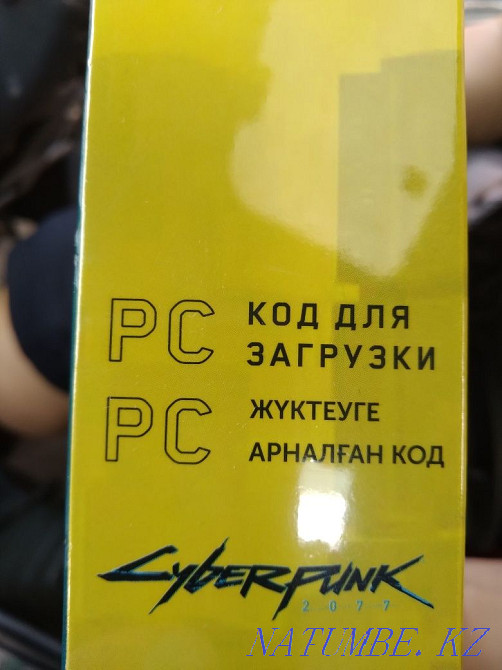 PC КОД ДЛЯ
ЗАГРУЗКИ
PC ЖҮКТЕУГЕ
АРНАЛҒАН КОД
Cyberpunk
2077
NATUMBE. KZ